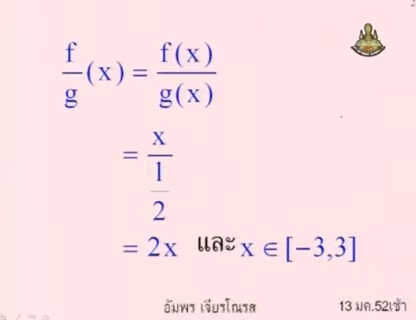 f/g (x) = f(x)/g(x)
= x/(1/2)
= 2x และ x ∈ [−3,3]
อัมพร เจียรโณรส 13 มค.52เช้า